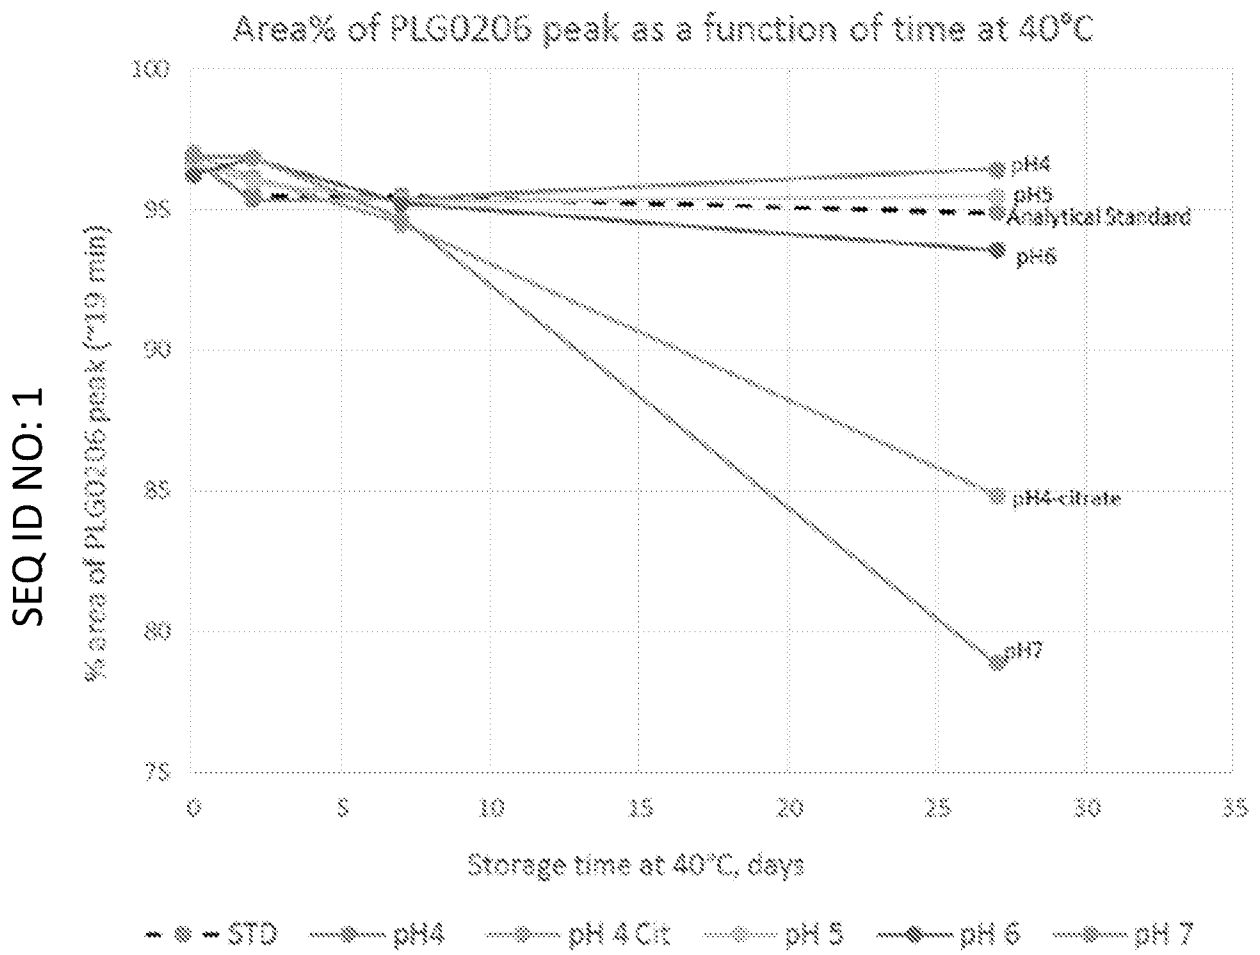 Area% of PLG0206 peak as a function of time at 40°C
SEQ ID NO: 1
% area of PLG0206 peak (~19 min)
100
95
90
85
80
75
pH4
pH5
Analytical Standard
pH6
pH4-citrate
pH7
0 5 10 15 20 25 30 35
Storage time at 40°C, days
STD pH4 pH 4 Cit pH 5 pH 6 pH 7